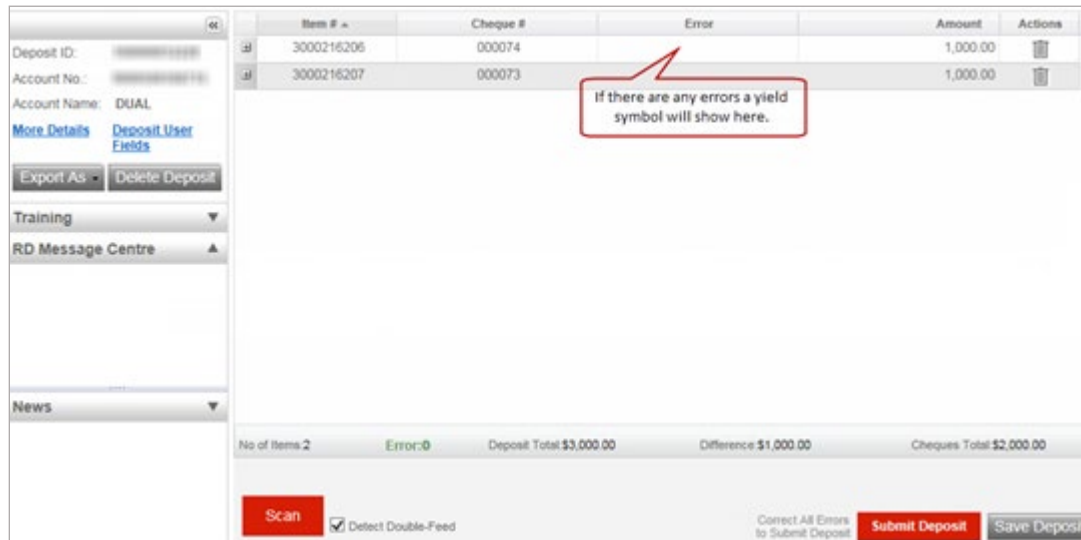 Item # Cheque # Error Amount Actions
Deposit ID:
Account No.:
Account Name: DUAL
More Details Deposit User Fields
Export As Delete Deposit
Training
RD Message Centre
News
3000216206 000074 1,000.00
3000216207 000073 1,000.00
If there are any errors a yield
symbol will show here.
No of Items:2 Error:0 Deposit Total:$3,000.00 Difference:$1,000.00 Cheques Total:$2,000.00
Scan Detect Double-Feed
Correct All Errors
to Submit Deposit
Submit Deposit Save Deposi